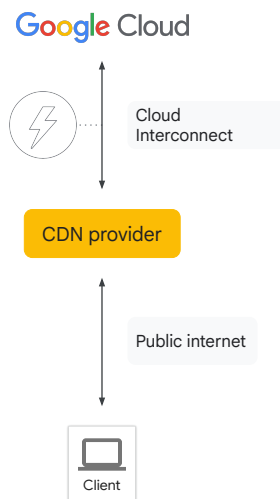 Google Cloud
Cloud
Interconnect
CDN provider
Public internet
Client